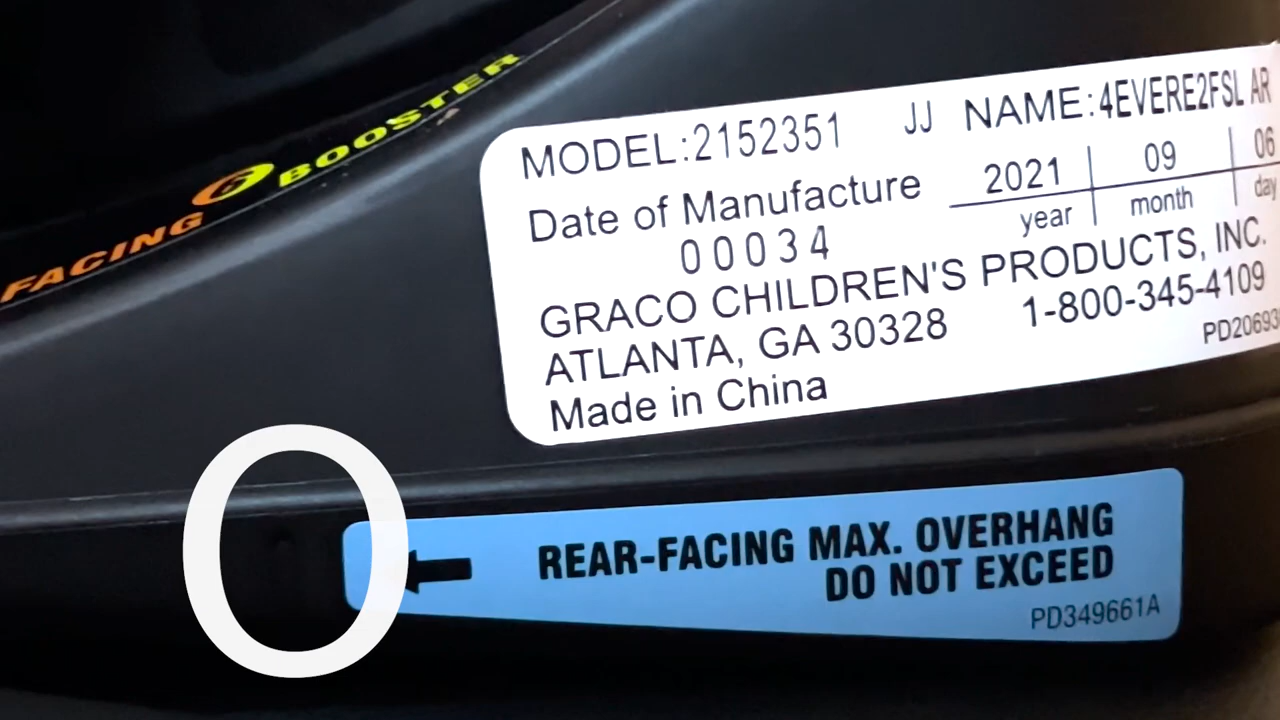 FACING 6 BOOSTER
MODEL:2152351 JJ NAME:4EVERE2FSL AR
Date of Manufacture 2021 09 06
year month day
00034
GRACO CHILDREN'S PRODUCTS, INC.
ATLANTA, GA 30328 1-800-345-4109
Made in China PD20693
O
REAR-FACING MAX. OVERHANG
DO NOT EXCEED
PD349661A